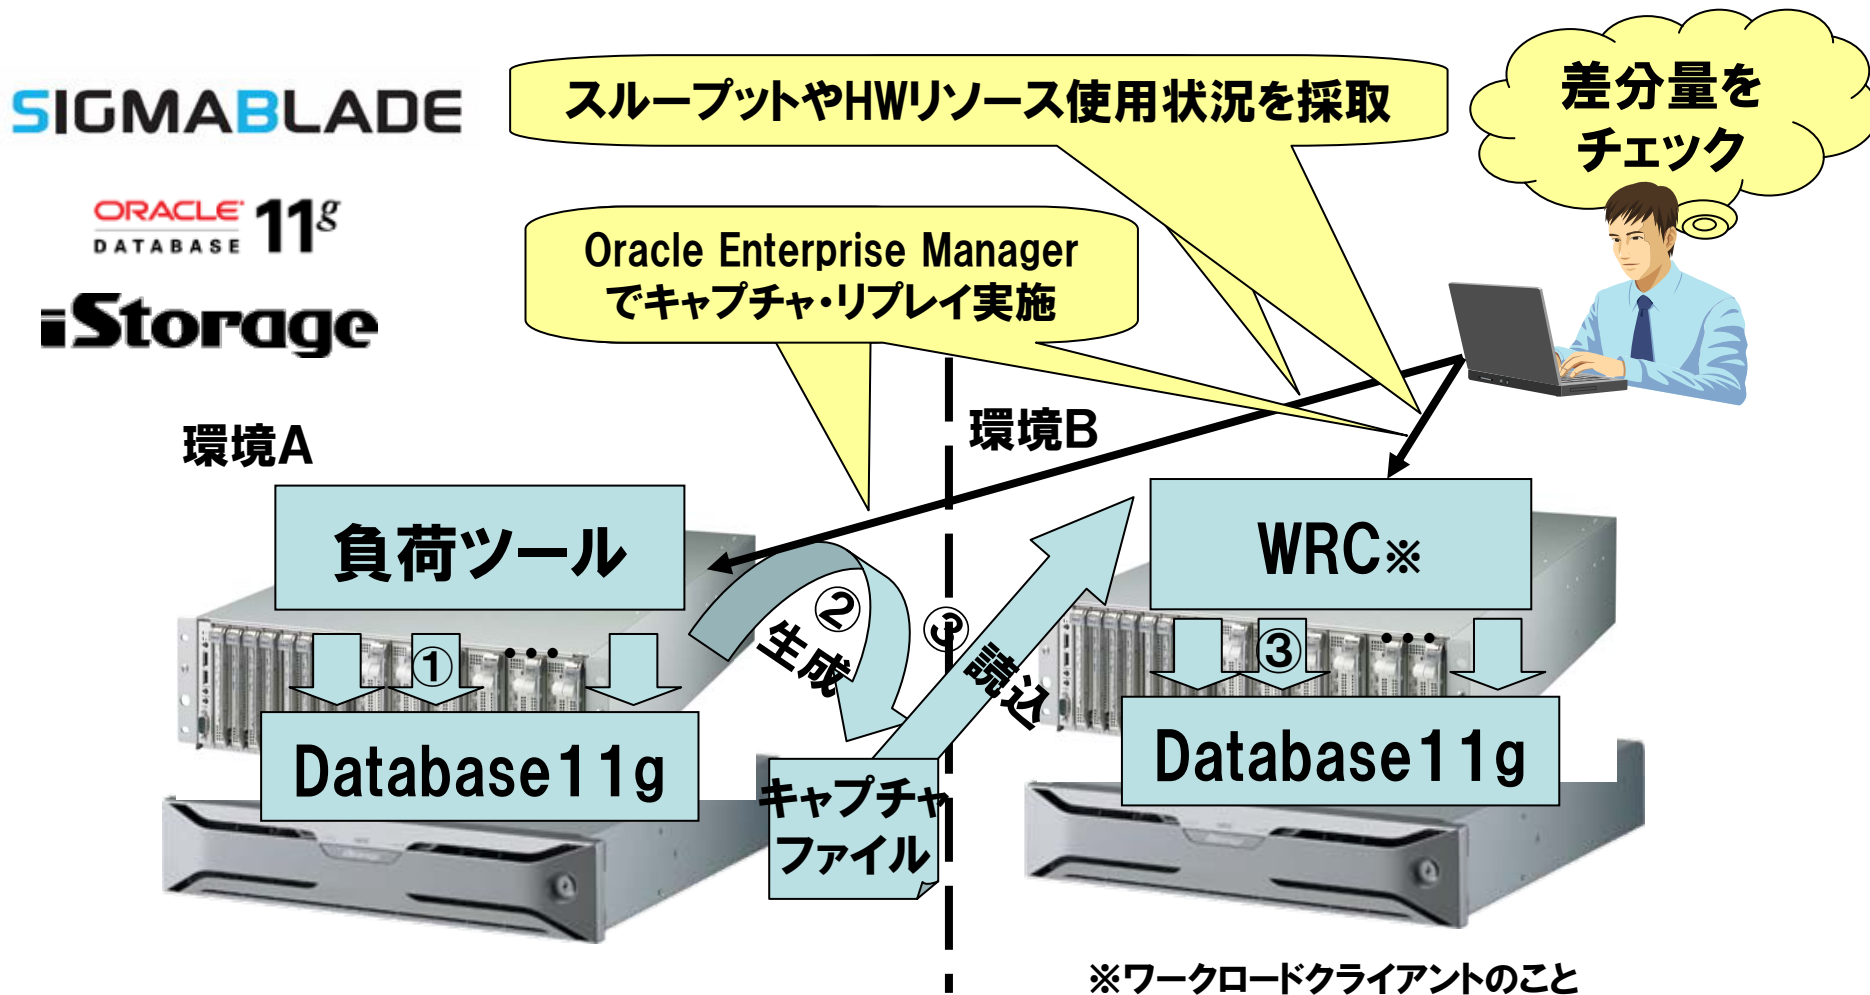 SIGMABLADE
スループットやHWリソース使用状況を採取
差分量を
チェック
ORACLE
DATABASE 11g
Oracle Enterprise Manager
でキャプチャ・リプレイ実施
iStorage
環境A
環境B
負荷ツール
WRC※
②
生成
③
読込
①
•••
③
•••
Database11g
Database11g
キャプチャ
ファイル
※ワークロードクライアントのこと